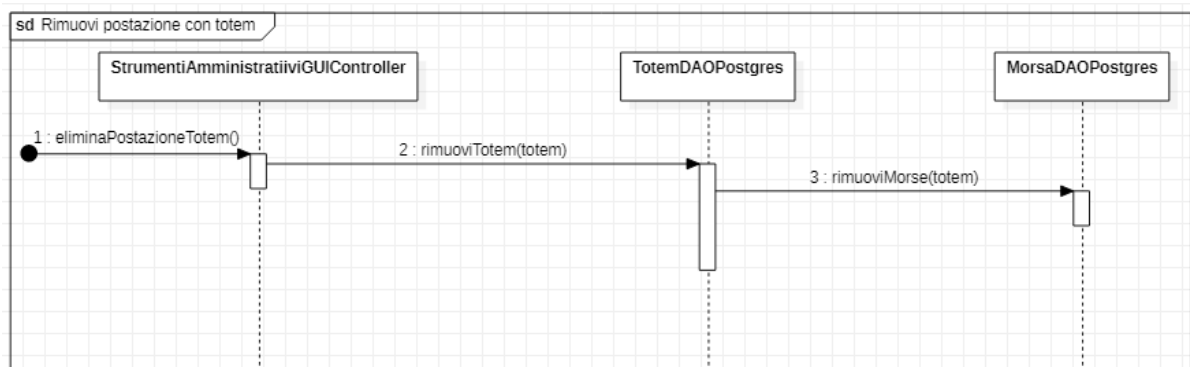 sd Rimuovi postazione con totem
StrumentiAmministratiiviGUIController
TotemDAOPostgres
MorsaDAOPostgres
1 : eliminaPostazioneTotem()
2 : rimuoviTotem(totem)
3 : rimuoviMorse(totem)